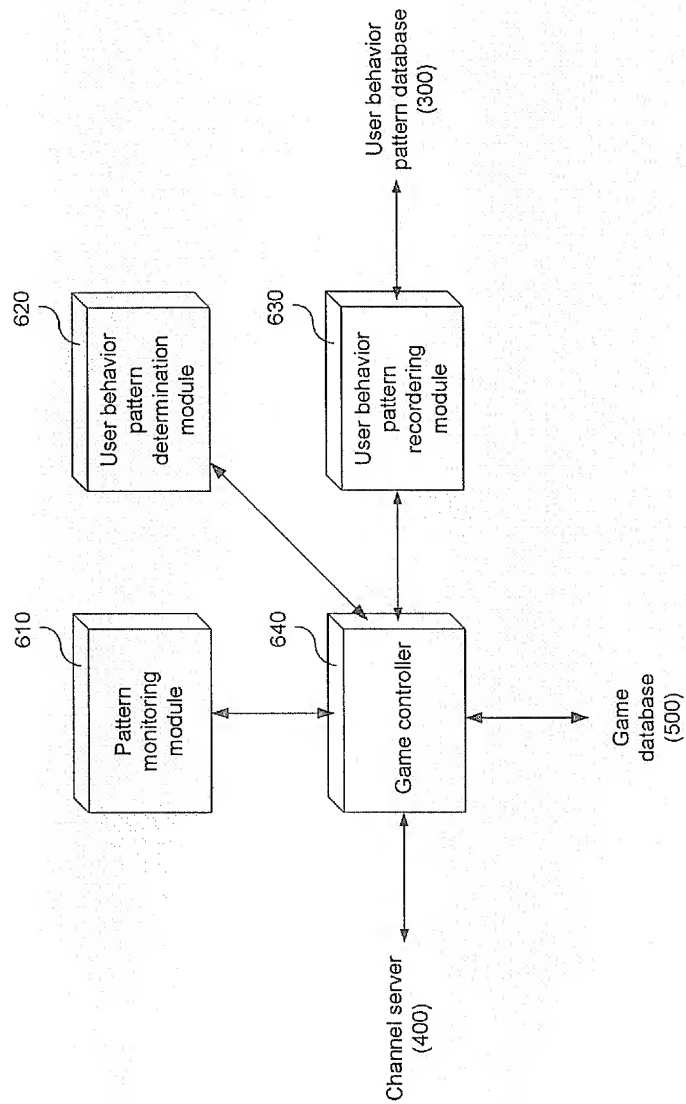 610
Pattern
monitoring
module
620
User behavior
pattern
determination
module
640
Game controller
630
User behavior
pattern
recordering
module
Channel server
(400)
User behavior
pattern database
(300)
Game
database
(500)